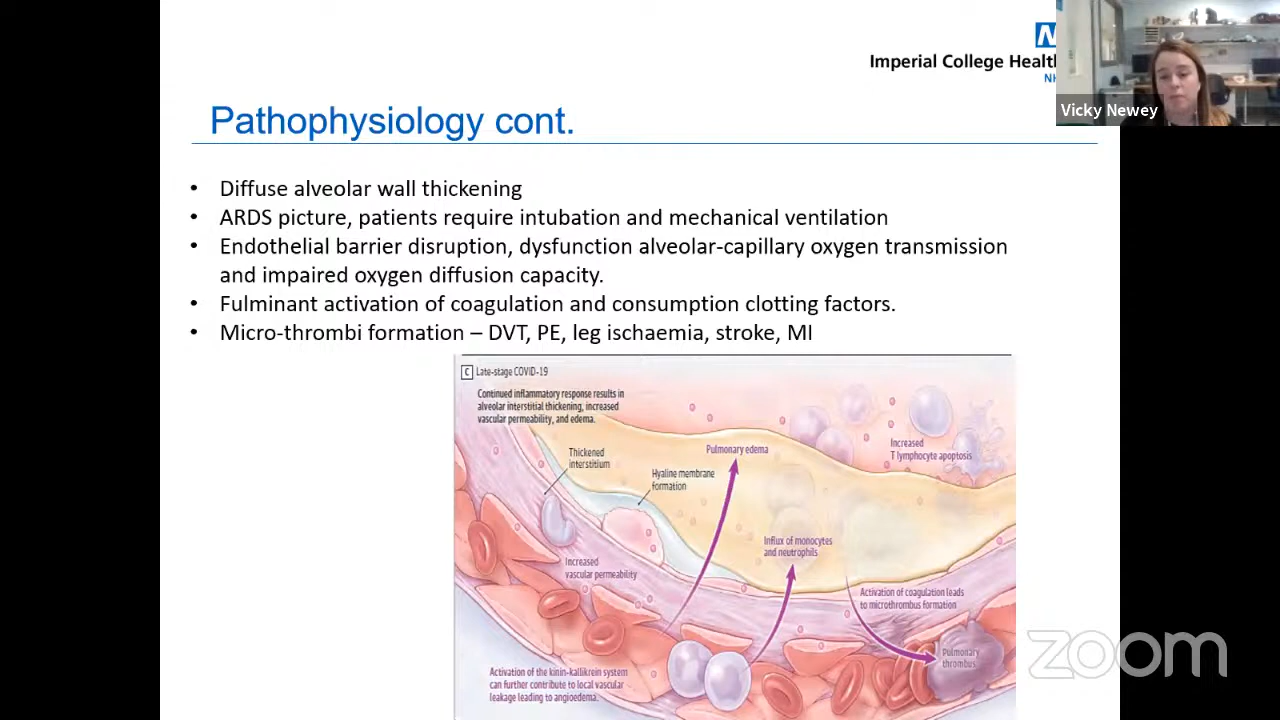 N
Imperial College Health
NH
Vicky Newey
Pathophysiology cont.
• Diffuse alveolar wall thickening
• ARDS picture, patients require intubation and mechanical ventilation
• Endothelial barrier disruption, dysfunction alveolar-capillary oxygen transmission
and impaired oxygen diffusion capacity.
• Fulminant activation of coagulation and consumption clotting factors.
• Micro-thrombi formation – DVT, PE, leg ischaemia, stroke, MI
C Late-stage COVID-19
Continued inflammatory response results in
alveolar interstitial thickening, increased
vascular permeability, and edema.
Thickened
interstitium
Hyaline membrane
formation
Pulmonary edema
Increased
T lymphocyte apoptosis
Influx of monocytes
and neutrophils
Increased
vascular permeability
Activation of coagulation leads
to microthrombus formation
Pulmonary
thrombus
Activation of the kinin-kallikrein system
can further contribute to local vascular
leakage leading to angioedema.
zoom